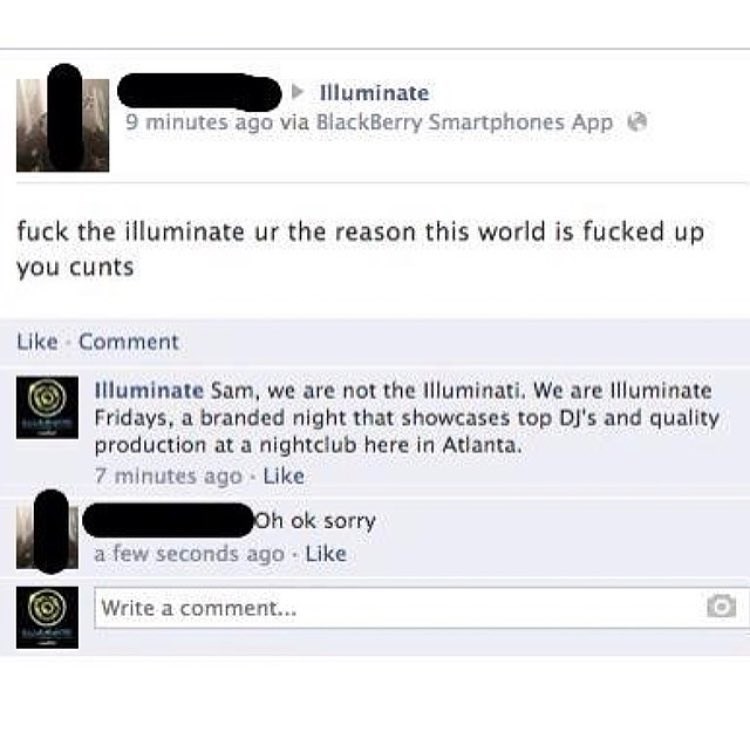 Illuminate
9 minutes ago via BlackBerry Smartphones App
fuck the illuminate ur the reason this world is fucked up
you cunts
Like · Comment
Illuminate Sam, we are not the Illuminati. We are Illuminate
Fridays, a branded night that showcases top DJ's and quality
production at a nightclub here in Atlanta.
7 minutes ago · Like
Oh ok sorry
a few seconds ago · Like
Write a comment...